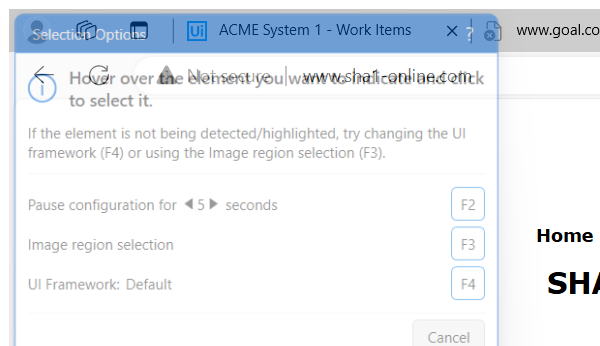 Selection Options
ACME System 1 - Work Items
?
www.goal.co
Hover over the element you want to indicate and click
to select it.
Not secure
www.sha1-online.com
If the element is not being detected/highlighted, try changing the UI
framework (F4) or using the Image region selection (F3).
Pause configuration for 5 seconds
F2
Image region selection
F3
UI Framework: Default
F4
Cancel
Ui
Home
SHA